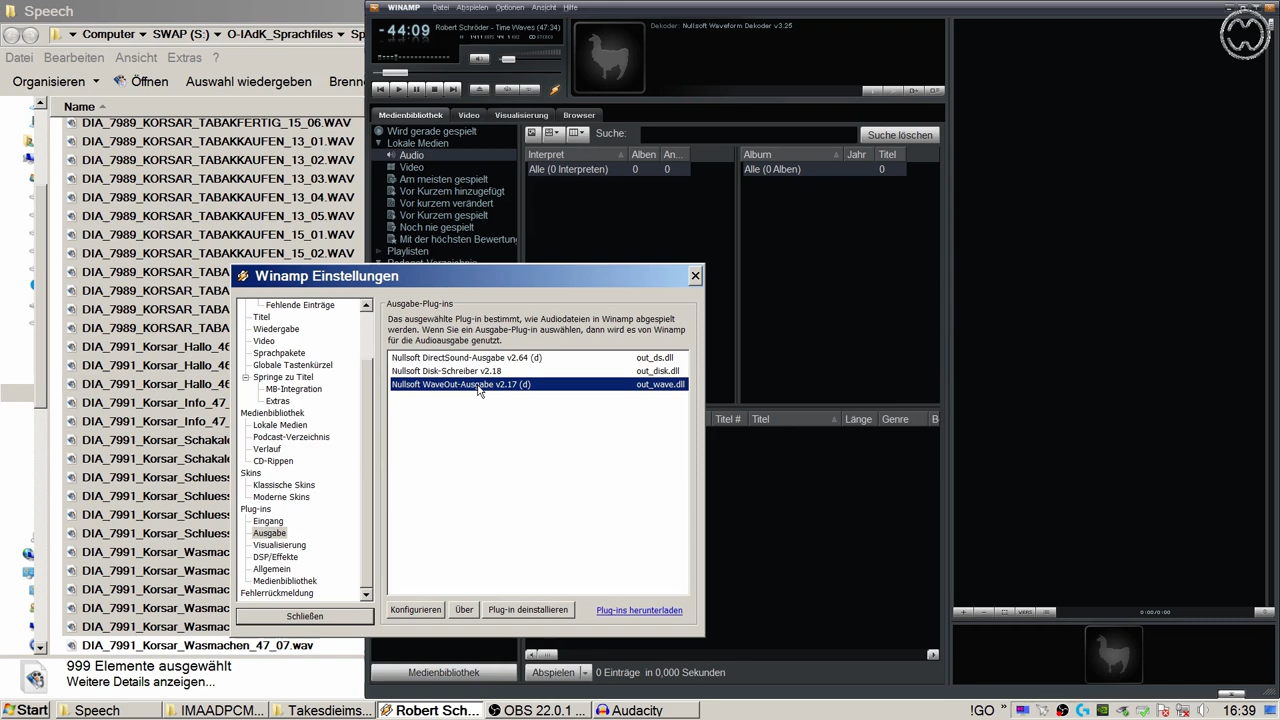 Speech
Computer
SWAP (S:)
O-IAdK_Sprachfiles
Sp
Datei
Bearbeiten
Ansicht
Extras
?
Organisieren
Öffnen
Auswahl wiedergeben
Brenne
Name
DIA_7989_KORSAR_TABAKFERTIG_15_06.WAV
DIA_7989_KORSAR_TABAKKAUFEN_13_01.WAV
DIA_7989_KORSAR_TABAKKAUFEN_13_02.WAV
DIA_7989_KORSAR_TABAKKAUFEN_13_03.WAV
DIA_7989_KORSAR_TABAKKAUFEN_13_04.WAV
DIA_7989_KORSAR_TABAKKAUFEN_13_05.WAV
DIA_7989_KORSAR_TABAKKAUFEN_15_01.WAV
DIA_7989_KORSAR_TABAKKAUFEN_15_02.WAV
DIA_7989_KORSAR_TABA
DIA_7989_KORSAR_TABA
DIA_7989_KORSAR_TABA
DIA_7991_Korsar_Hallo_46
DIA_7991_Korsar_Hallo_46
DIA_7991_Korsar_Hallo_46
DIA_7991_Korsar_Info_47_
DIA_7991_Korsar_Info_47_
DIA_7991_Korsar_Schakale
DIA_7991_Korsar_Schakale
DIA_7991_Korsar_Schluess
DIA_7991_Korsar_Schluess
DIA_7991_Korsar_Schluess
DIA_7991_Korsar_Schluess
DIA_7991_Korsar_Wasmac
DIA_7991_Korsar_Wasmac
DIA_7991_Korsar_Wasmac
DIA_7991_Korsar_Wasmac
DIA_7991_Korsar_Wasmachen_47_07.wav
999 Elemente ausgewählt
Weitere Details anzeigen...
WINAMP
Datei
Abspielen
Optionen
Ansicht
Hilfe
-44:09
Robert Schröder - Time Waves (47:34)
Dekoder: Nullsoft Waveform Dekoder v3.25
Medienbibliothek
Video
Visualisierung
Browser
Wird gerade gespielt
Lokale Medien
Audio
Video
Am meisten gespielt
Vor Kurzem hinzugefügt
Vor kurzem verändert
Vor Kurzem gespielt
Noch nie gespielt
Mit der höchsten Bewertun
Playlisten
Suche:
Suche löschen
Interpret
Alben
An...
Alle (0 Interpreten)
0
0
Album
Jahr
Titel
Alle (0 Alben)
0
Winamp Einstellungen
Fehlende Einträge
Titel
Wiedergabe
Video
Sprachpakete
Globale Tastenkürzel
Springe zu Titel
MB-Integration
Extras
Medienbibliothek
Lokale Medien
Podcast-Verzeichnis
Verlauf
CD-Rippen
Skins
Klassische Skins
Moderne Skins
Plug-ins
Eingang
Ausgabe
Visualisierung
DSP/Effekte
Allgemein
Medienbibliothek
Fehlerrückmeldung
Schließen
Ausgabe-Plug-ins
Das ausgewählte Plug-in bestimmt, wie Audiodateien in Winamp abgespielt
werden. Wenn Sie ein Ausgabe-Plug-in auswählen, dann wird es von Winamp
für die Audioausgabe genutzt.
Nullsoft DirectSound-Ausgabe v2.64 (d)
out_ds.dll
Nullsoft Disk-Schreiber v2.18
out_disk.dll
Nullsoft WaveOut-Ausgabe v2.17 (d)
out_wave.dll
Konfigurieren
Über
Plug-in deinstallieren
Plug-ins herunterladen
Titel #
Titel
Länge
Genre
B
0:00/0:00
Medienbibliothek
Abspielen
0 Einträge in 0,000 Sekunden
Start
Speech
IMAADPCM...
Takesdieims...
Robert Sch...
OBS 22.0.1 ...
Audacity
!GO
16:39